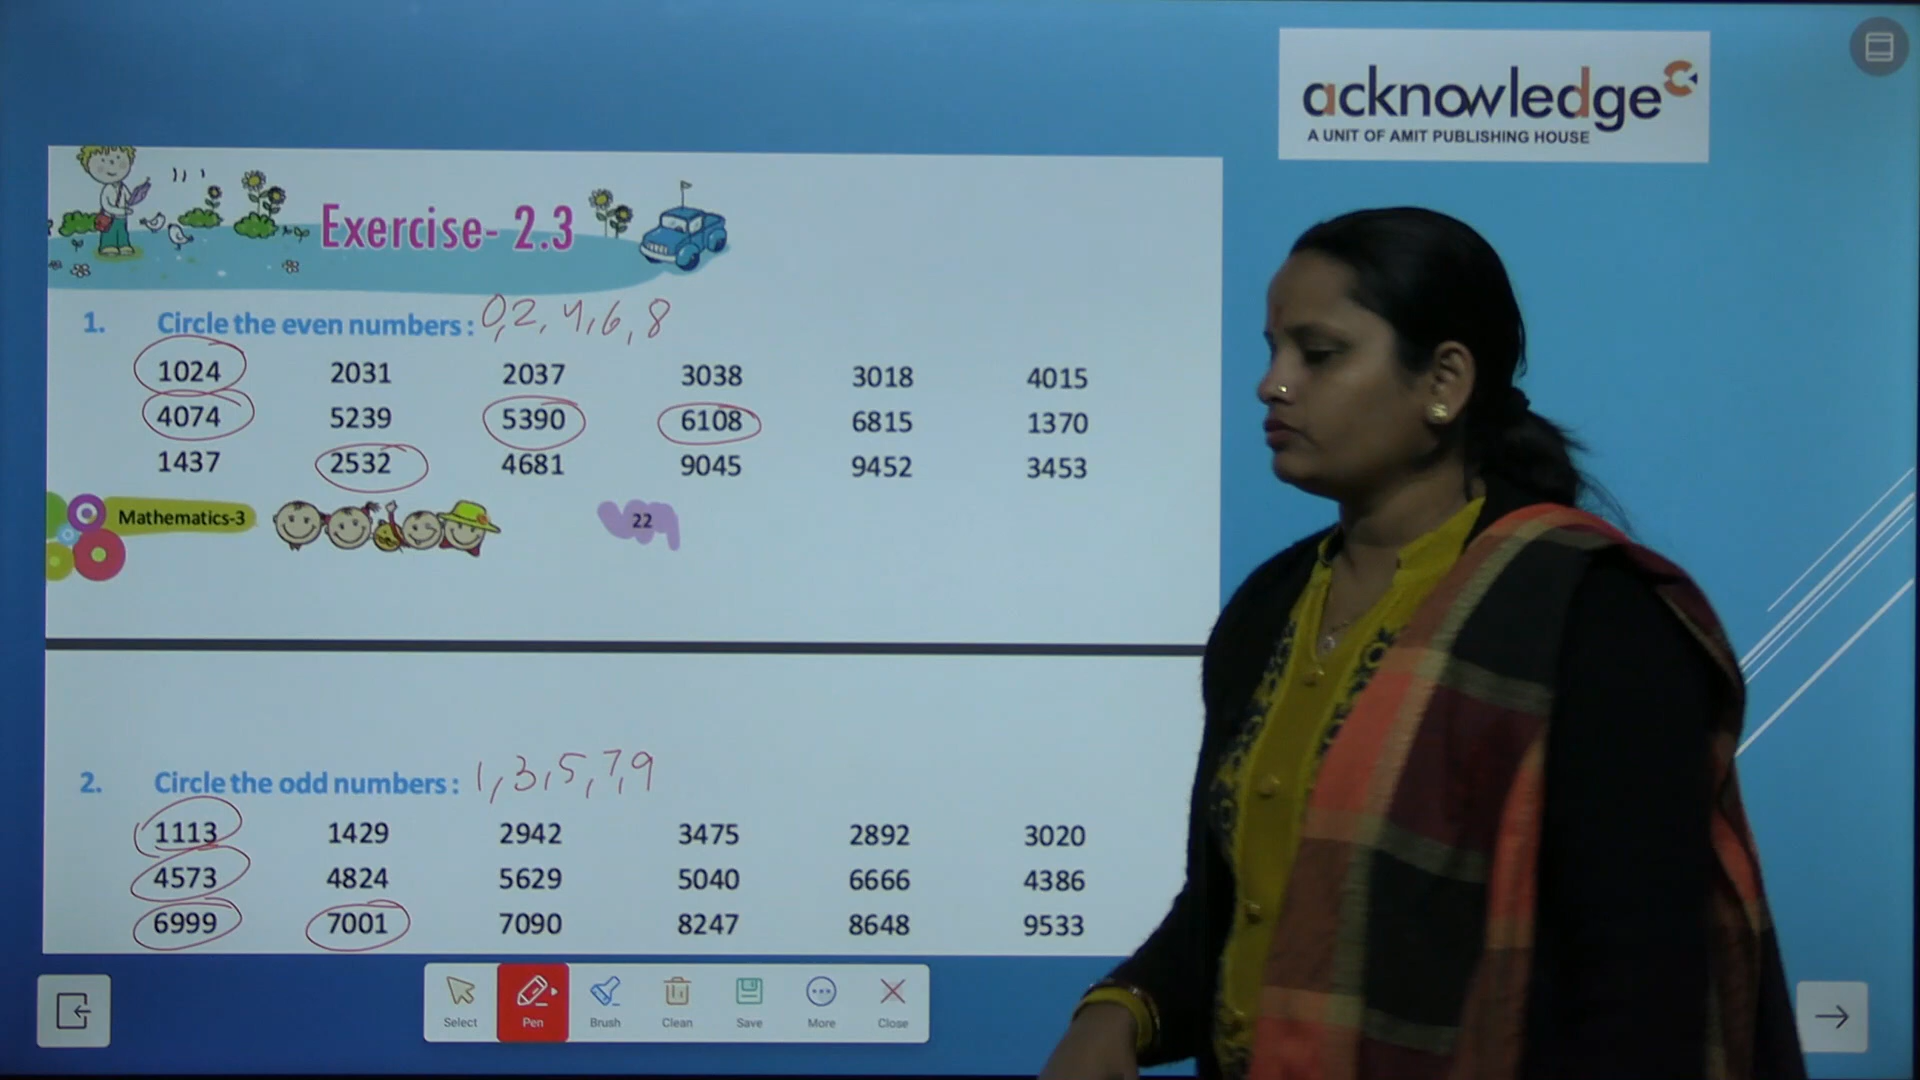 acknowledge
A UNIT OF AMIT PUBLISHING HOUSE
Exercise- 2.3
1. Circle the even numbers : 0,2,4,6,8
1024 2031 2037 3038 3018 4015
4074 5239 5390 6108 6815 1370
1437 2532 4681 9045 9452 3453
Mathematics-3 22
2. Circle the odd numbers : 1,3,5,7,9
1113 1429 2942 3475 2892 3020
4573 4824 5629 5040 6666 4386
6999 7001 7090 8247 8648 9533
Select Pen Brush Clean Save More Close